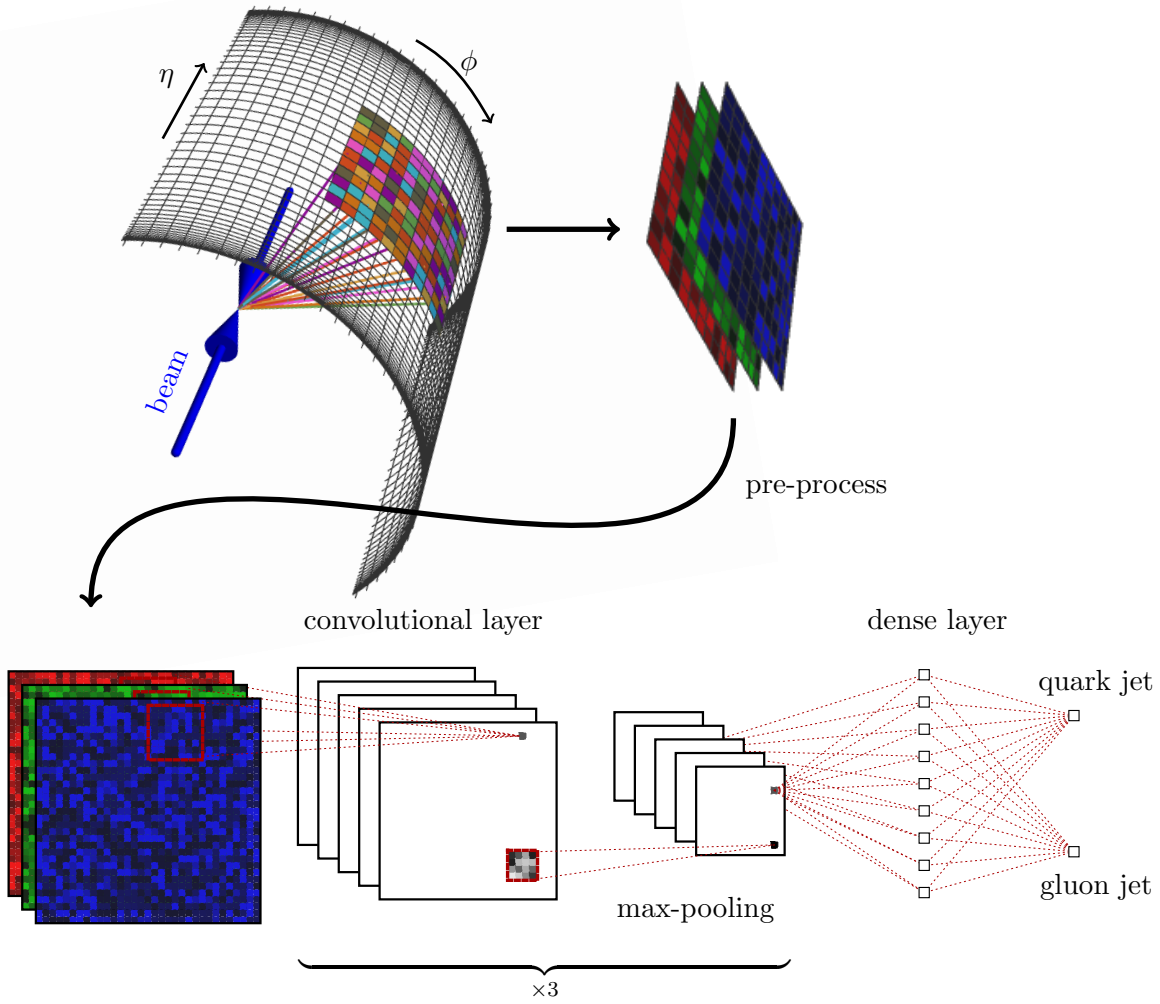 η
ϕ
beam
pre-process
convolutional layer
dense layer
quark jet
gluon jet
max-pooling
×3